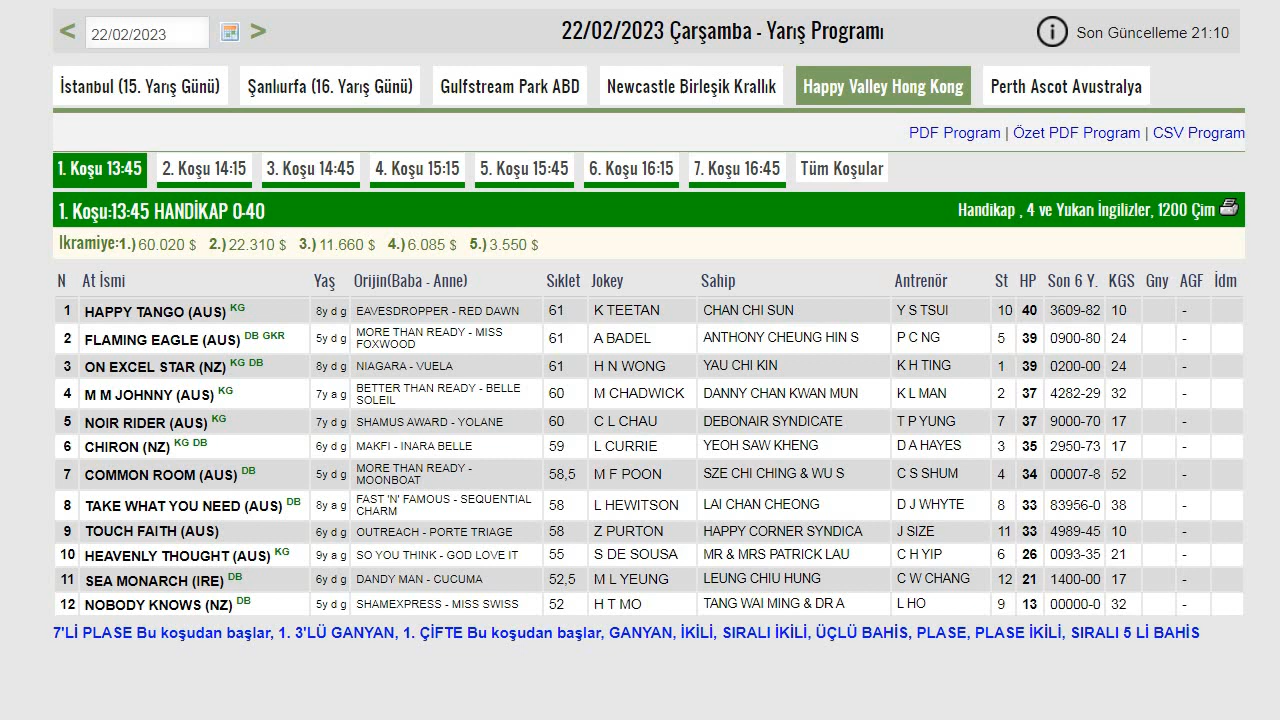 < 22/02/2023 > 22/02/2023 Çarşamba - Yarış Programı Son Güncelleme 21:10
İstanbul (15. Yarış Günü) Şanlıurfa (16. Yarış Günü) Gulfstream Park ABD Newcastle Birleşik Krallık Happy Valley Hong Kong Perth Ascot Avustralya
PDF Program | Özet PDF Program | CSV Program
1. Koşu 13:45 2. Koşu 14:15 3. Koşu 14:45 4. Koşu 15:15 5. Koşu 15:45 6. Koşu 16:15 7. Koşu 16:45 Tüm Koşular
1. Koşu:13:45 HANDİKAP 0-40 Handikap , 4 ve Yukarı İngilizler, 1200 Çim
İkramiye:1.) 60.020 $ 2.) 22.310 $ 3.) 11.660 $ 4.) 6.085 $ 5.) 3.550 $
N At İsmi Yaş Orijin(Baba - Anne) Sıklet Jokey Sahip Antrenör St HP Son 6 Y. KGS Gny AGF İdm
1 HAPPY TANGO (AUS) KG 8y d g EAVESDROPPER - RED DAWN 61 K TEETAN CHAN CHI SUN Y S TSUI 10 40 3609-82 10 -
2 FLAMING EAGLE (AUS) DB GKR 5y d g MORE THAN READY - MISS FOXWOOD 61 A BADEL ANTHONY CHEUNG HIN S P C NG 5 39 0900-80 24 -
3 ON EXCEL STAR (NZ) KG DB 8y d g NIAGARA - VUELA 61 H N WONG YAU CHI KIN K H TING 1 39 0200-00 24 -
4 M M JOHNNY (AUS) KG 7y a g BETTER THAN READY - BELLE SOLEIL 60 M CHADWICK DANNY CHAN KWAN MUN K L MAN 2 37 4282-29 32 -
5 NOIR RIDER (AUS) KG 7y d g SHAMUS AWARD - YOLANE 60 C L CHAU DEBONAIR SYNDICATE T P YUNG 7 37 9000-70 17 -
6 CHIRON (NZ) KG DB 6y d g MAKFI - INARA BELLE 59 L CURRIE YEOH SAW KHENG D A HAYES 3 35 2950-73 17 -
7 COMMON ROOM (AUS) DB 5y d g MORE THAN READY - MOONBOAT 58,5 M F POON SZE CHI CHING & WU S C S SHUM 4 34 00007-8 52 -
8 TAKE WHAT YOU NEED (AUS) DB 8y a g FAST 'N' FAMOUS - SEQUENTIAL CHARM 58 L HEWITSON LAI CHAN CHEONG D J WHYTE 8 33 83956-0 38 -
9 TOUCH FAITH (AUS) 6y d g OUTREACH - PORTE TRIAGE 58 Z PURTON HAPPY CORNER SYNDICA J SIZE 11 33 4989-45 10 -
10 HEAVENLY THOUGHT (AUS) KG 9y a g SO YOU THINK - GOD LOVE IT 55 S DE SOUSA MR & MRS PATRICK LAU C H YIP 6 26 0093-35 21 -
11 SEA MONARCH (IRE) DB 6y d g DANDY MAN - CUCUMA 52,5 M L YEUNG LEUNG CHIU HUNG C W CHANG 12 21 1400-00 17 -
12 NOBODY KNOWS (NZ) DB 5y d g SHAMEXPRESS - MISS SWISS 52 H T MO TANG WAI MING & DR A L HO 9 13 00000-0 32 -
7'Lİ PLASE Bu koşudan başlar, 1. 3'LÜ GANYAN, 1. ÇİFTE Bu koşudan başlar, GANYAN, İKİLİ, SIRALI İKİLİ, ÜÇLÜ BAHİS, PLASE, PLASE İKİLİ, SIRALI 5 Lİ BAHİS